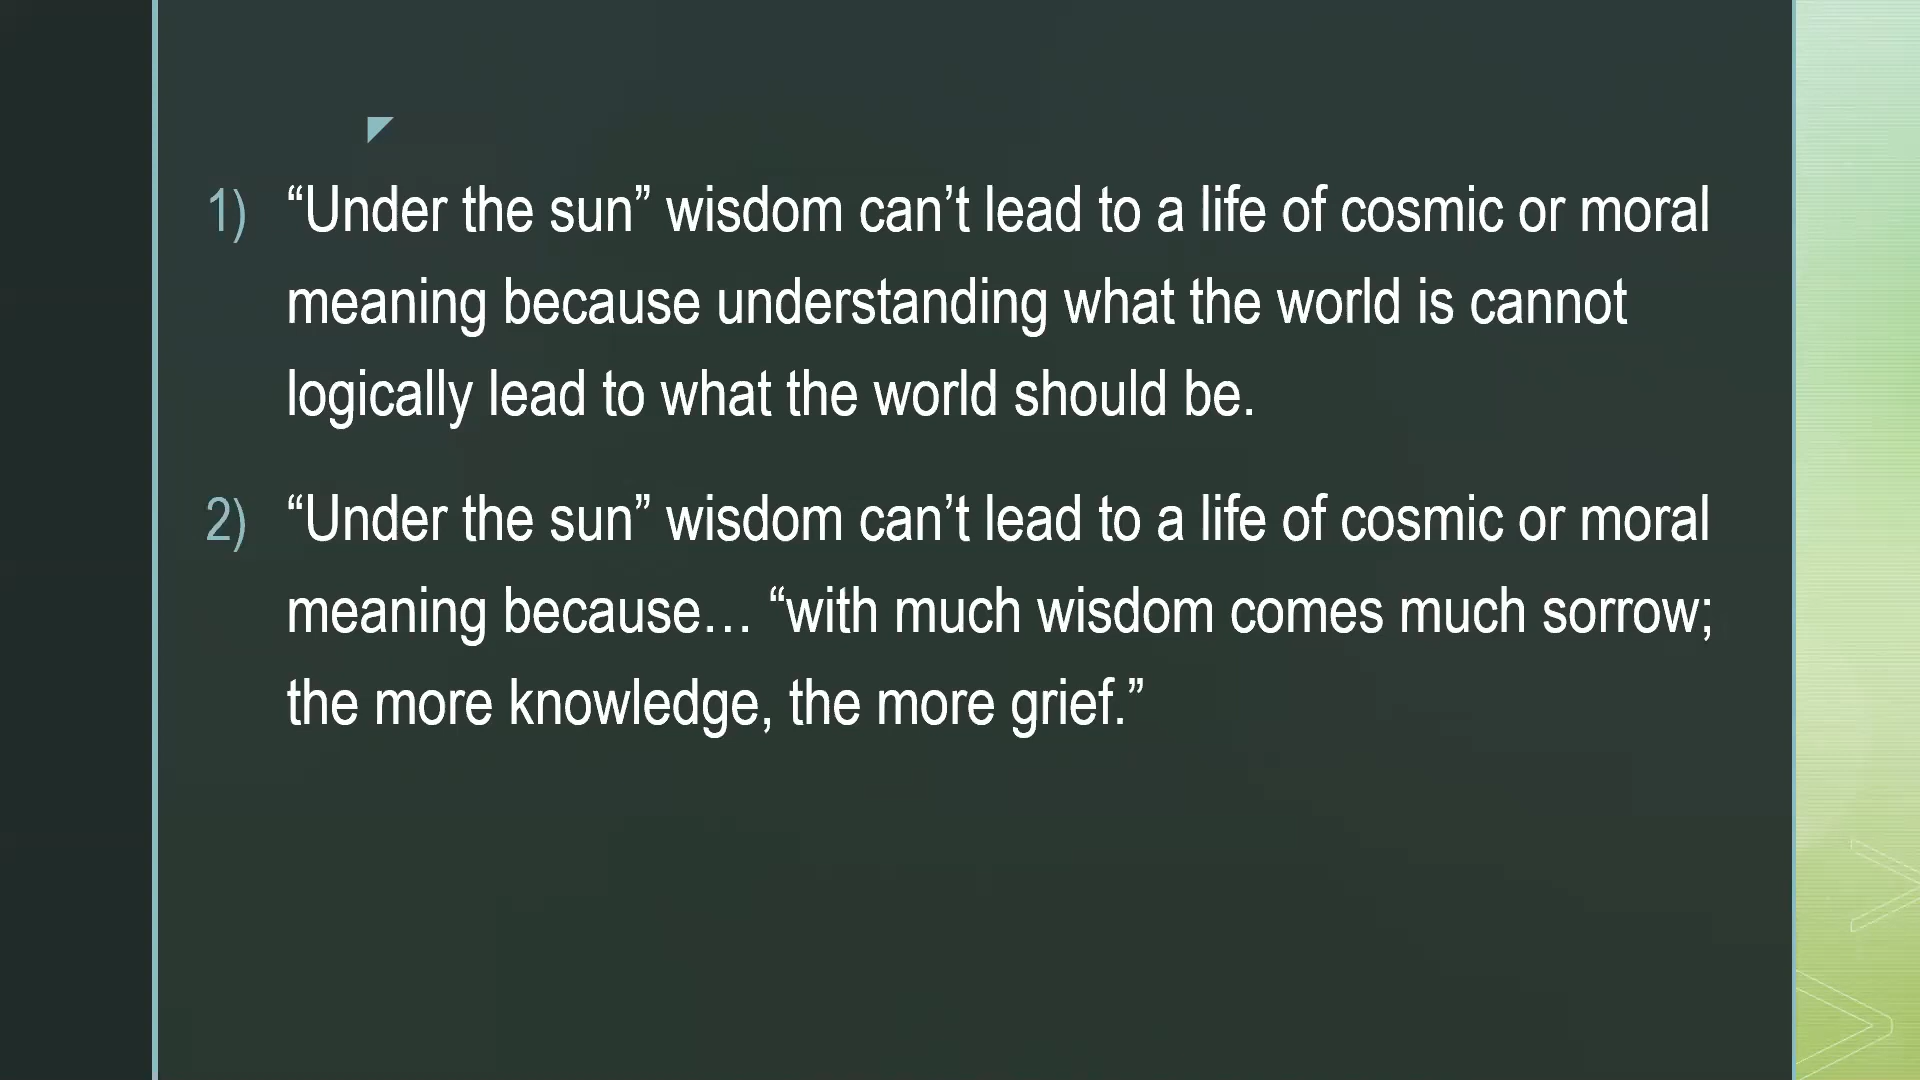 1) “Under the sun” wisdom can’t lead to a life of cosmic or moral
meaning because understanding what the world is cannot
logically lead to what the world should be.
2) “Under the sun” wisdom can’t lead to a life of cosmic or moral
meaning because… “with much wisdom comes much sorrow;
the more knowledge, the more grief.”